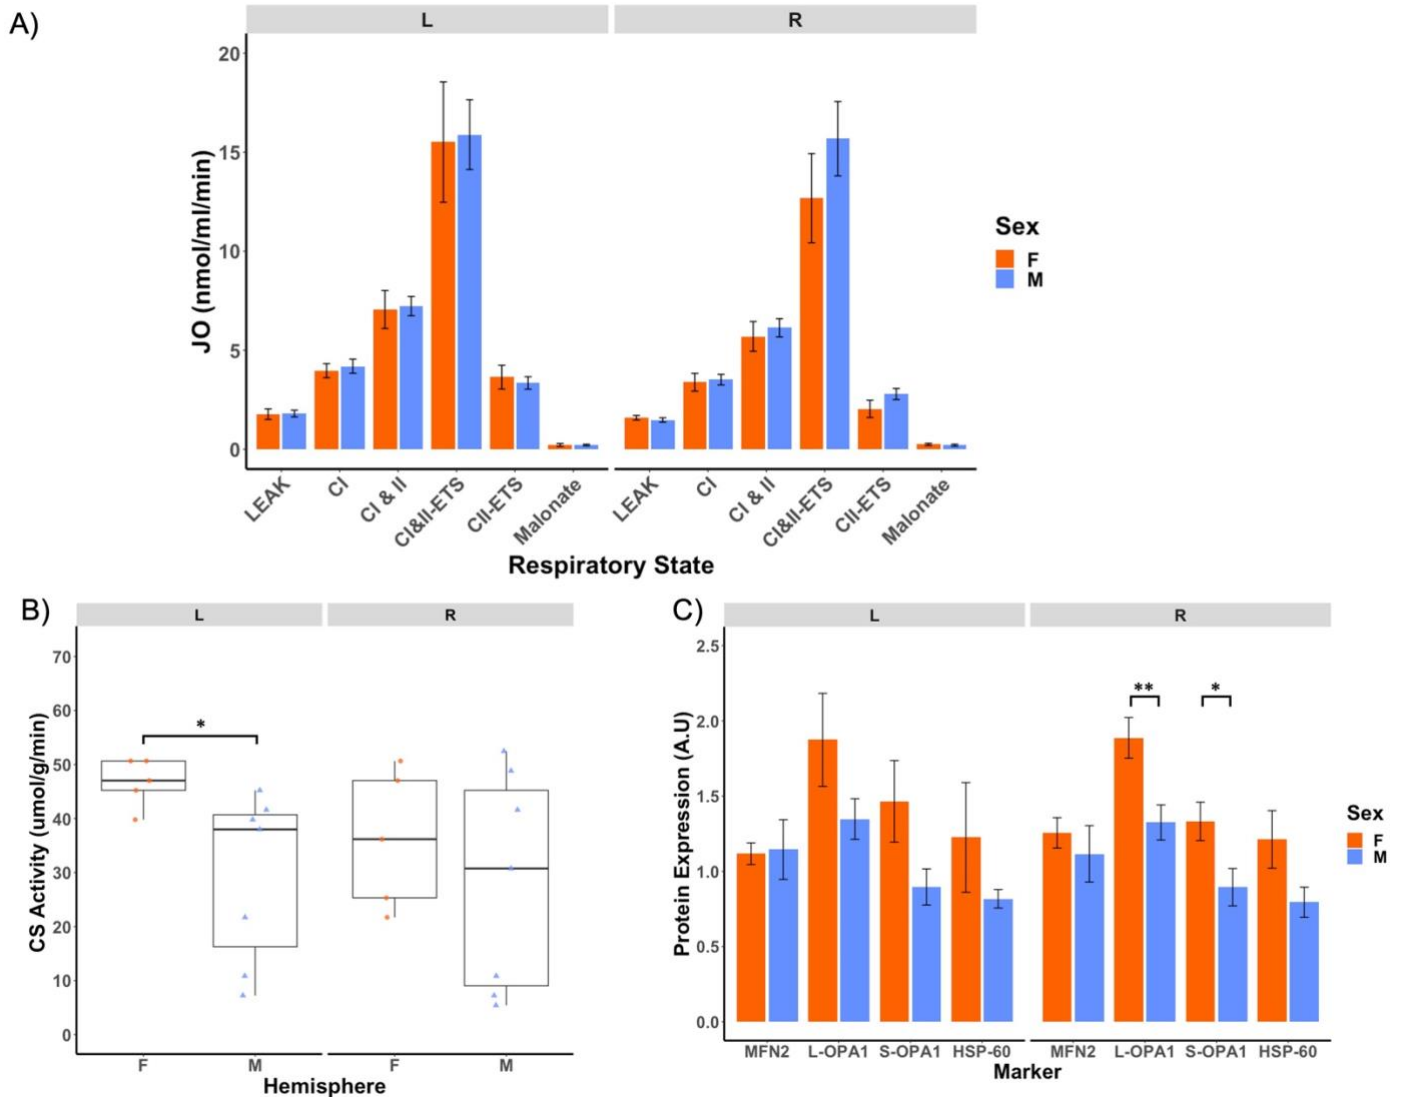 A)
L R
20
15
10
5
0
JO (nmol/ml/min)
LEAK CI CI & II CI&II-ETS CII-ETS Malonate LEAK CI CI & II CI&II-ETS CII-ETS Malonate
Respiratory State
Sex
F
M
B)
L R
70
60
50
40
30
20
10
0
CS Activity (umol/g/min)
*
F M F M
Hemisphere
C)
L R
2.5
2.0
1.5
1.0
0.5
0.0
Protein Expression (A.U)
** *
MFN2 L-OPA1 S-OPA1 HSP-60 MFN2 L-OPA1 S-OPA1 HSP-60
Marker
Sex
F
M